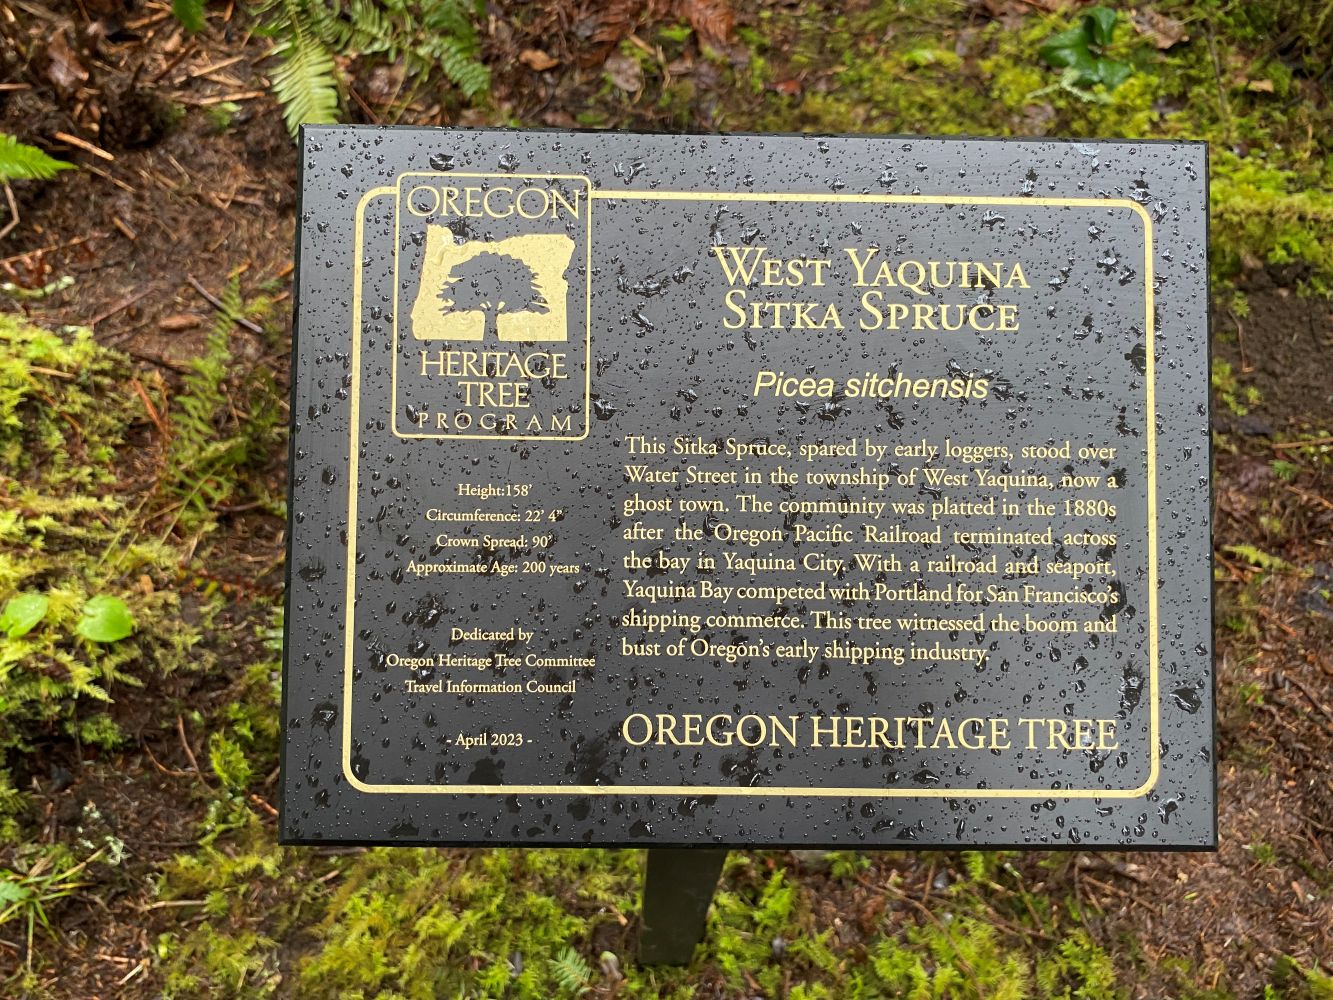 OREGON
HERITAGE
TREE
PROGRAM
Height:158'
Circumference: 22' 4"
Crown Spread: 90'
Approximate Age: 200 years
Dedicated by
Oregon Heritage Tree Committee
Travel Information Council
- April 2023 -
WEST YAQUINA
SITKA SPRUCE
Picea sitchensis
This Sitka Spruce, spared by early loggers, stood over
Water Street in the township of West Yaquina, now a
ghost town. The community was platted in the 1880s
after the Oregon Pacific Railroad terminated across
the bay in Yaquina City. With a railroad and seaport,
Yaquina Bay competed with Portland for San Francisco's
shipping commerce. This tree witnessed the boom and
bust of Oregon's early shipping industry.
OREGON HERITAGE TREE